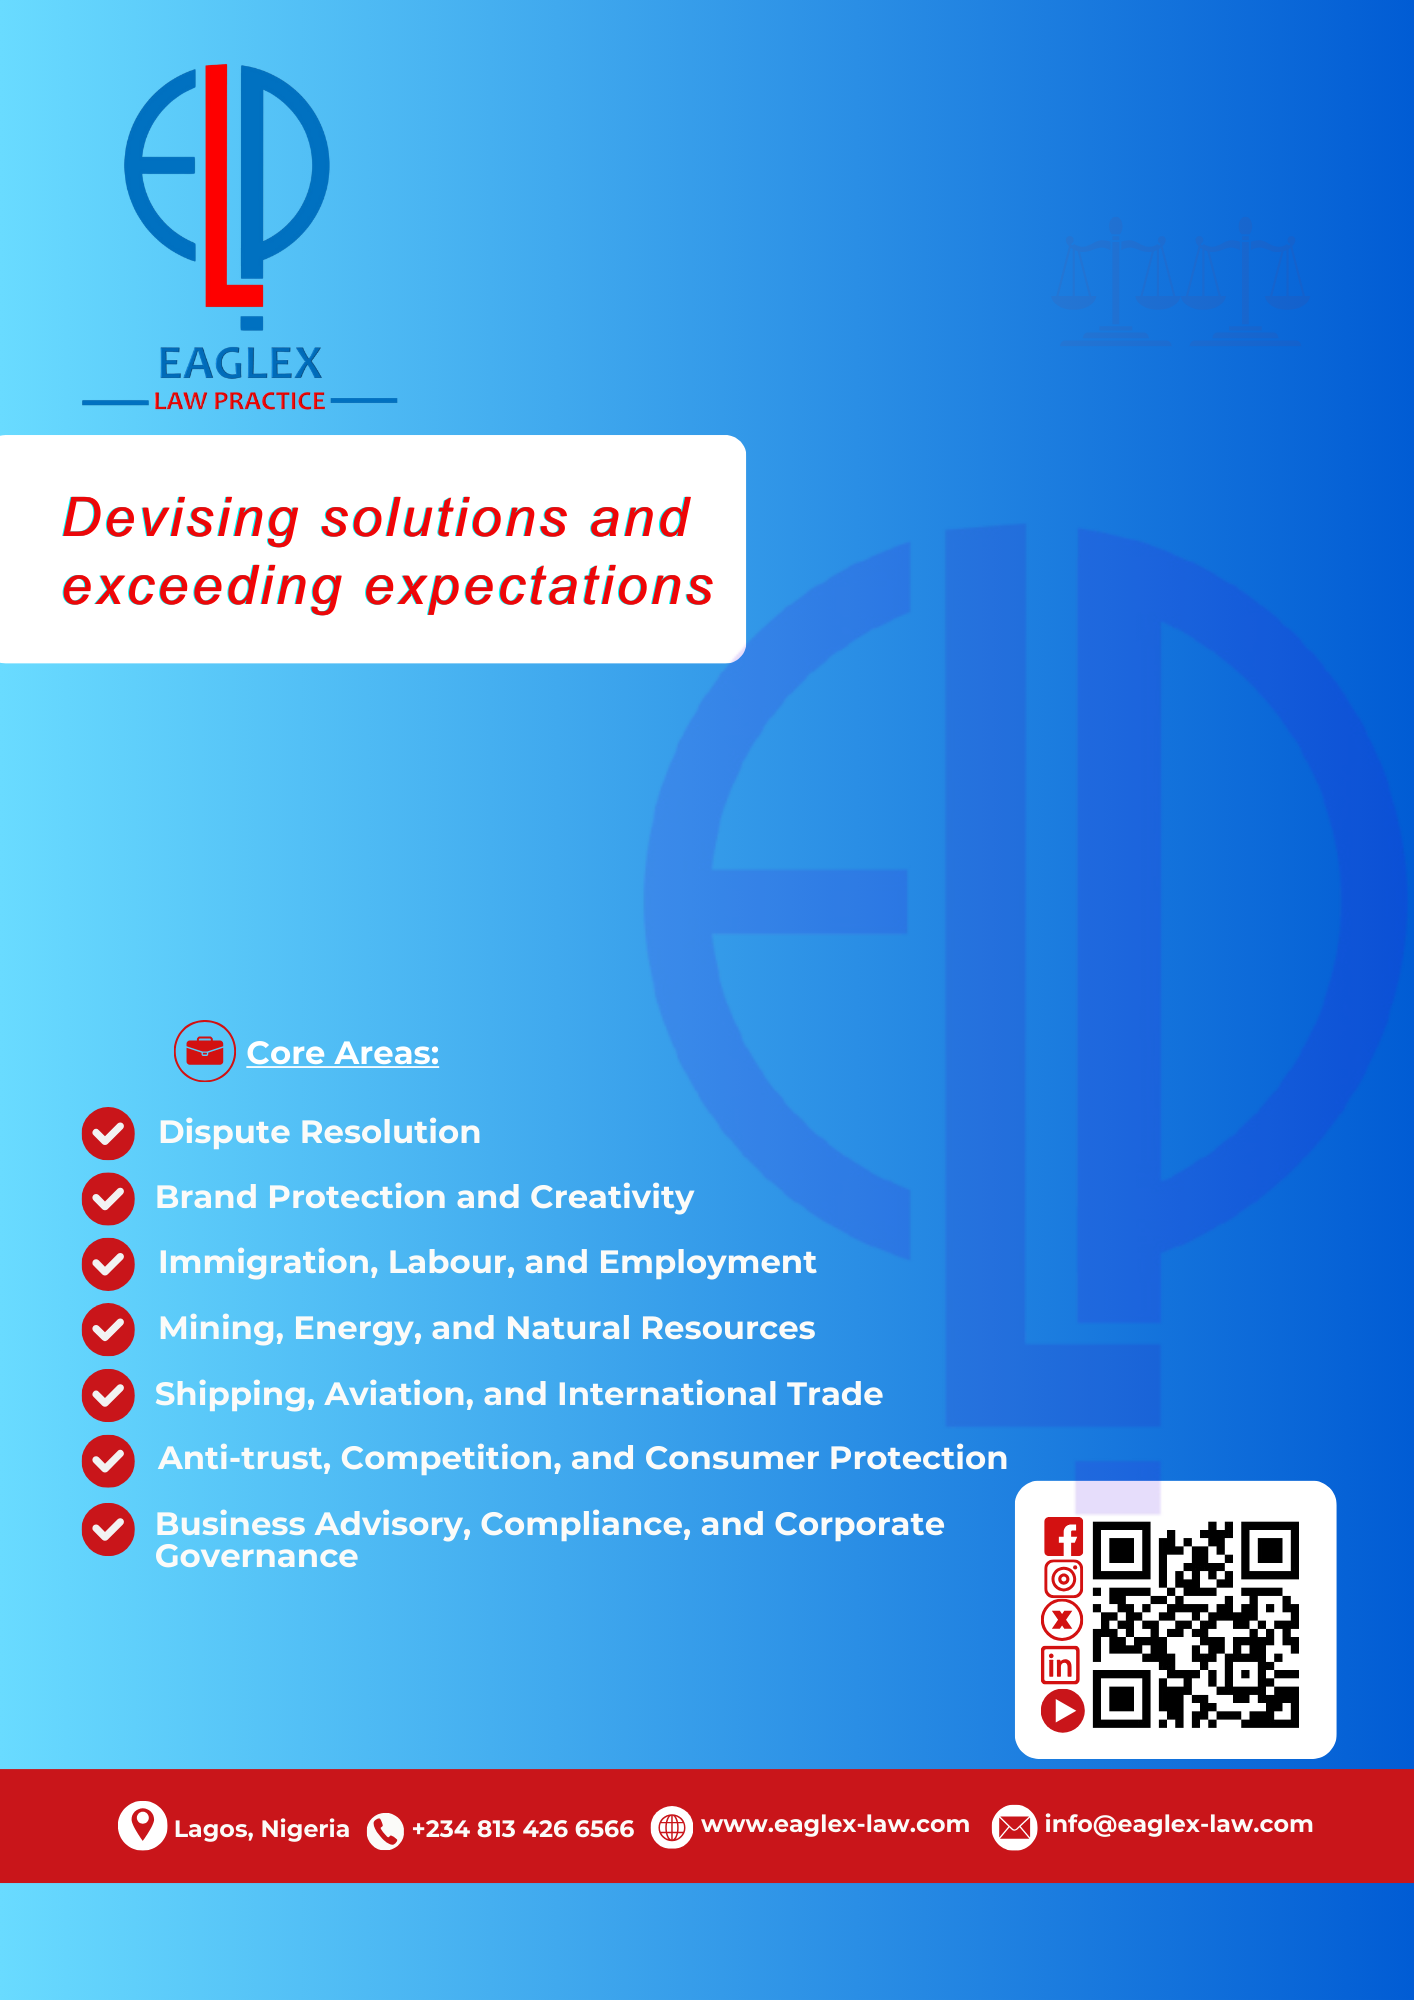 ELP
EAGLEX
LAW PRACTICE
Devising solutions and
exceeding expectations
Core Areas:
Dispute Resolution
Brand Protection and Creativity
Immigration, Labour, and Employment
Mining, Energy, and Natural Resources
Shipping, Aviation, and International Trade
Anti-trust, Competition, and Consumer Protection
Business Advisory, Compliance, and Corporate
Governance
Lagos, Nigeria
+234 813 426 6566
www.eaglex-law.com
info@eaglex-law.com